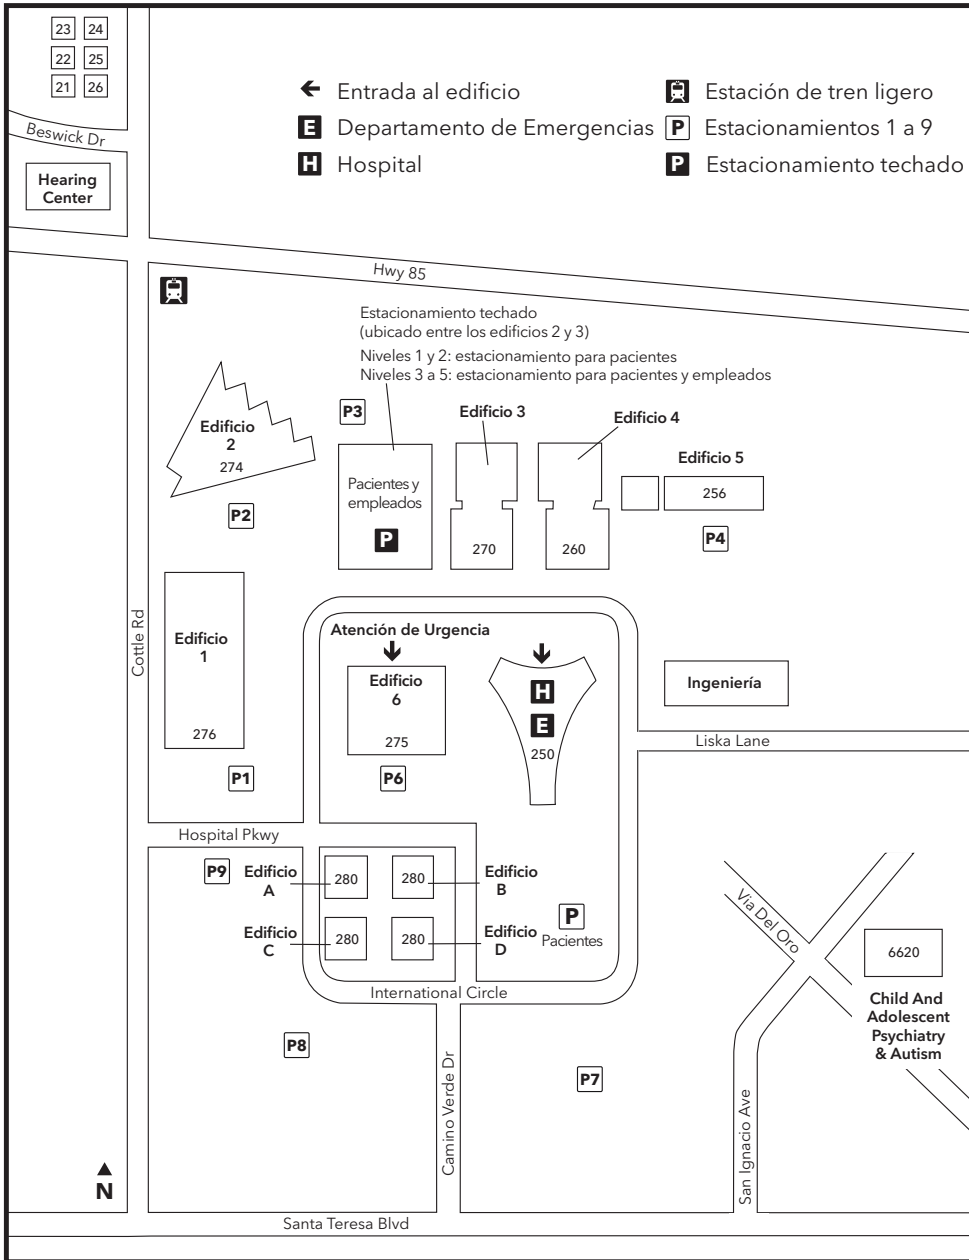 23 24
22 25
21 26
Beswick Dr
Hearing
Center
Entrada al edificio
E Departamento de Emergencias
H Hospital
Estación de tren ligero
P Estacionamientos 1 a 9
P Estacionamiento techado
Hwy 85
Estacionamiento techado
(ubicado entre los edificios 2 y 3)
Niveles 1 y 2: estacionamiento para pacientes
Niveles 3 a 5: estacionamiento para pacientes y empleados
P3
Edificio 3
Edificio 4
Edificio
2
274
Edificio 5
256
Pacientes y
empleados
P
270
260
P2
P4
Cottle Rd
Edificio
1
276
Atención de Urgencia
Edificio
6
275
H
E
250
Ingeniería
Liska Lane
P1
P6
Hospital Pkwy
P9
Edificio
A
280
280
Edificio
B
Edificio
C
280
280
Edificio
D
P
Pacientes
Via Del Oro
6620
Child And
Adolescent
Psychiatry
& Autism
International Circle
P8
P7
Camino Verde Dr
San Ignacio Ave
N
Santa Teresa Blvd